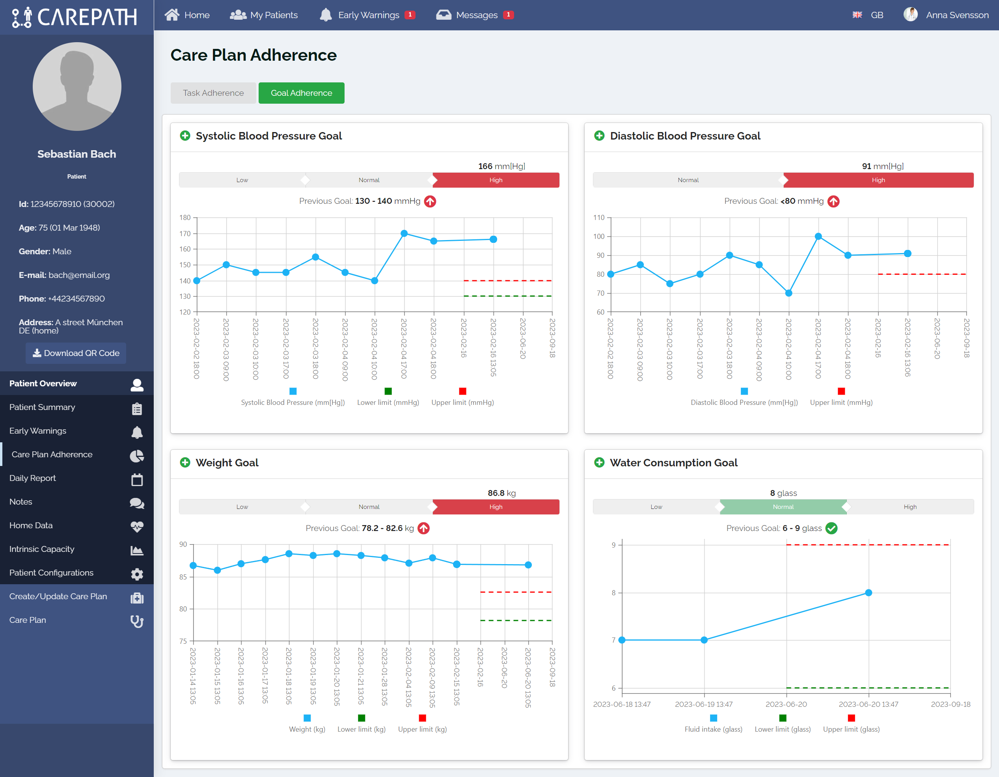 CAREPATH
Home
My Patients
Early Warnings 1
Messages 1
GB
Anna Svensson
Sebastian Bach
Patient
Id: 12345678910 (30002)
Age: 75 (01 Mar 1948)
Gender: Male
E-mail: bach@email.org
Phone: +44234567890
Address: A street München
DE (home)
Download QR Code
Patient Overview
Patient Summary
Early Warnings
Care Plan Adherence
Daily Report
Notes
Home Data
Intrinsic Capacity
Patient Configurations
Create/Update Care Plan
Care Plan
Care Plan Adherence
Task Adherence
Goal Adherence
Systolic Blood Pressure Goal
166 mm[Hg]
Low
Normal
High
Previous Goal: 130 - 140 mmHg
180
170
160
150
140
130
120
2023-02-02 18:00
2023-02-03 09:00
2023-02-03 10:00
2023-02-03 17:00
2023-02-03 18:00
2023-02-04 09:00
2023-02-04 10:00
2023-02-04 17:00
2023-02-04 18:00
2023-02-16
2023-02-16 13:05
2023-06-20
2023-09-18
Systolic Blood Pressure (mm[Hg])
Lower limit (mmHg)
Upper limit (mmHg)
Diastolic Blood Pressure Goal
91 mm[Hg]
Normal
High
Previous Goal: <80 mmHg
110
100
90
80
70
60
2023-02-02 18:00
2023-02-03 09:00
2023-02-03 10:00
2023-02-03 17:00
2023-02-03 18:00
2023-02-04 09:00
2023-02-04 10:00
2023-02-04 17:00
2023-02-04 18:00
2023-02-16
2023-02-16 13:06
2023-06-20
2023-09-18
Diastolic Blood Pressure (mm[Hg])
Upper limit (mmHg)
Weight Goal
86.8 kg
Low
Normal
High
Previous Goal: 78.2 - 82.6 kg
90
85
80
75
2023-01-14 13:05
2023-01-15 13:05
2023-01-16 13:05
2023-01-17 13:05
2023-01-18 13:05
2023-01-19 13:05
2023-01-20 13:05
2023-01-21 13:05
2023-01-28 13:05
2023-02-04 13:05
2023-02-09 13:05
2023-02-15 13:05
2023-02-16
2023-06-20
2023-06-20 13:05
2023-09-18
Weight (kg)
Lower limit (kg)
Upper limit (kg)
Water Consumption Goal
8 glass
Low
Normal
High
Previous Goal: 6 - 9 glass
9
8
7
6
2023-06-18 13:47
2023-06-19 13:47
2023-06-20
2023-06-20 13:47
2023-09-18
Fluid intake (glass)
Lower limit (glass)
Upper limit (glass)